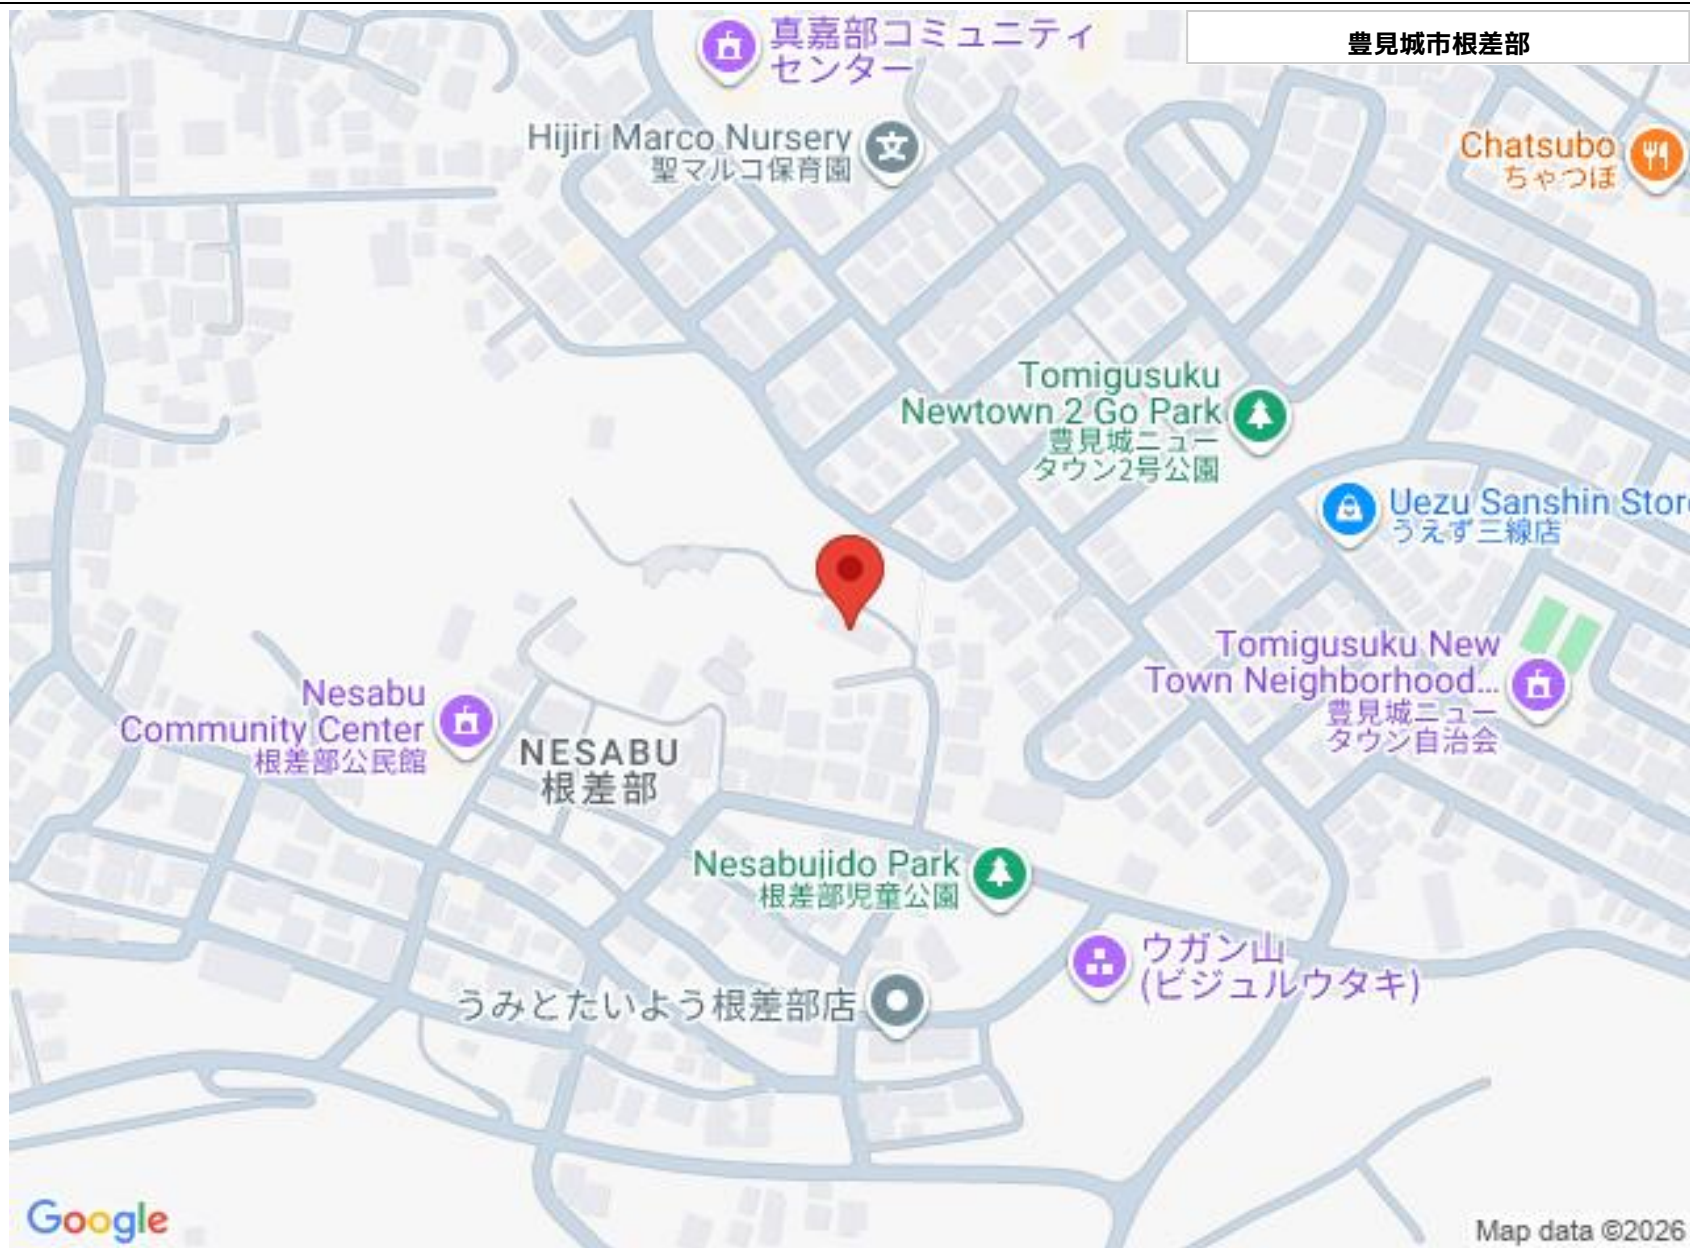 豊見城市根差部
真嘉部コミュニティ
センター
Hijiri Marco Nursery
聖マルコ保育園
Chatsubo
ちゃつぼ
Tomigusuku
Newtown 2 Go Park
豊見城ニュー
タウン2号公園
Uezu Sanshin Store
うえず三線店
Tomigusuku New
Town Neighborhood...
豊見城ニュー
タウン自治会
Nesabu
Community Center
根差部公民館
NESABU
根差部
Nesabujido Park
根差部児童公園
ウガン山
(ビジュルウタキ)
うみとたいよう根差部店
Google
Map data ©2026